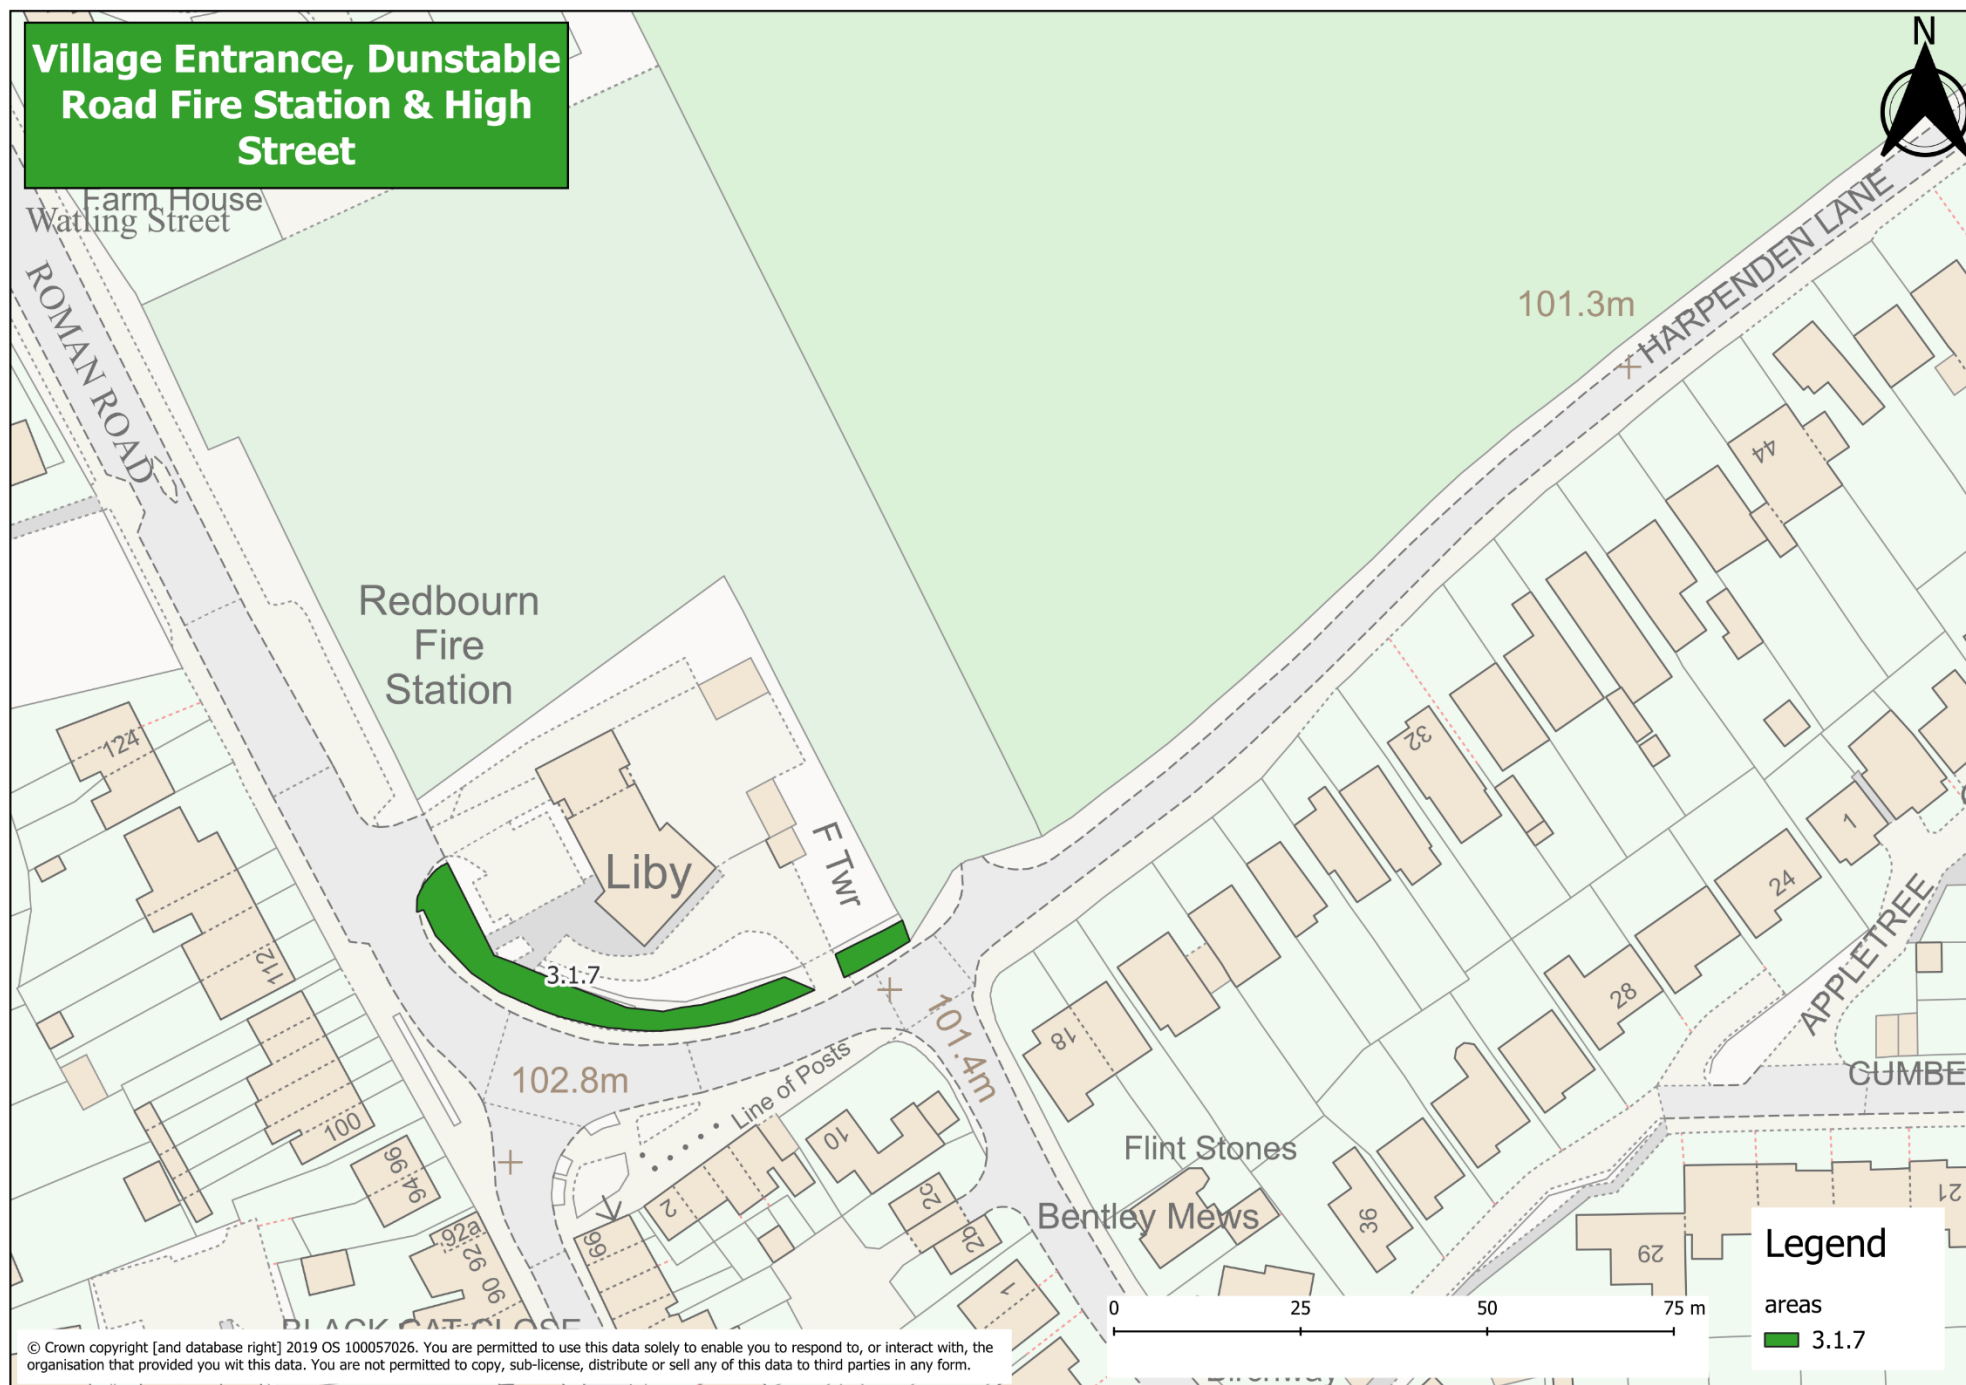 Village Entrance, Dunstable
Road Fire Station & High
Street
N
Farm House
Watling Street
ROMAN ROAD
HARPENDEN LANE
101.3m
44
Redbourn
Fire
Station
32
124
Liby
F Twr
1
24
112
3.1.7
28
APPLETREE
18
101.4m
102.8m
Line of Posts
CUMBE
100
10
Flint Stones
96
94
2c
2
Bentley Mews
36
21
92a
92
90
66
2b
29
1
Legend
areas
3.1.7
0 25 50 75 m
BLACK CAT CLOSE
© Crown copyright [and database right] 2019 OS 100057026. You are permitted to use this data solely to enable you to respond to, or interact with, the
organisation that provided you wit this data. You are not permitted to copy, sub-license, distribute or sell any of this data to third parties in any form.